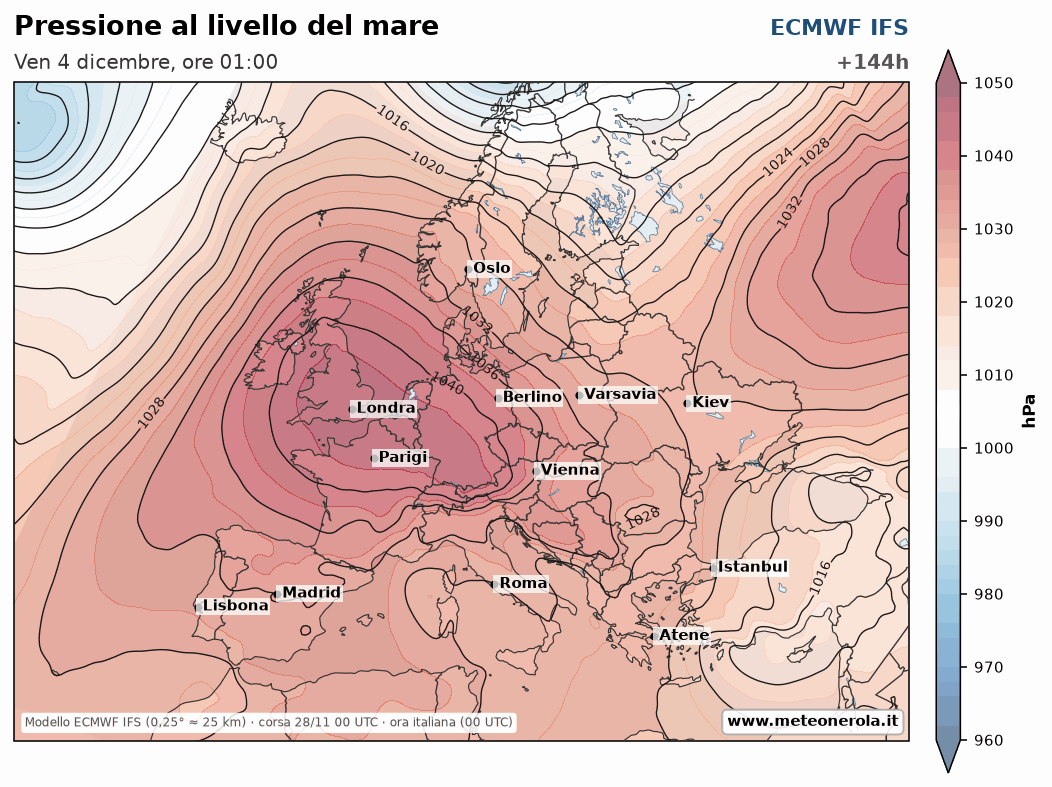 Pressione al livello del mare
ECMWF IFS
Ven 4 dicembre, ore 01:00
+144h
1016
1020
1024
1028
1032
Oslo
1032
1036
1040
1028
Londra
Berlino
Varsavia
Kiev
Parigi
Vienna
1028
Istanbul
1016
Madrid
Roma
Lisbona
Atene
Modello ECMWF IFS (0,25° ≈ 25 km) · corsa 28/11 00 UTC · ora italiana (00 UTC)
www.meteonerola.it
1050
1040
1030
1020
1010
1000
990
980
970
960
hPa